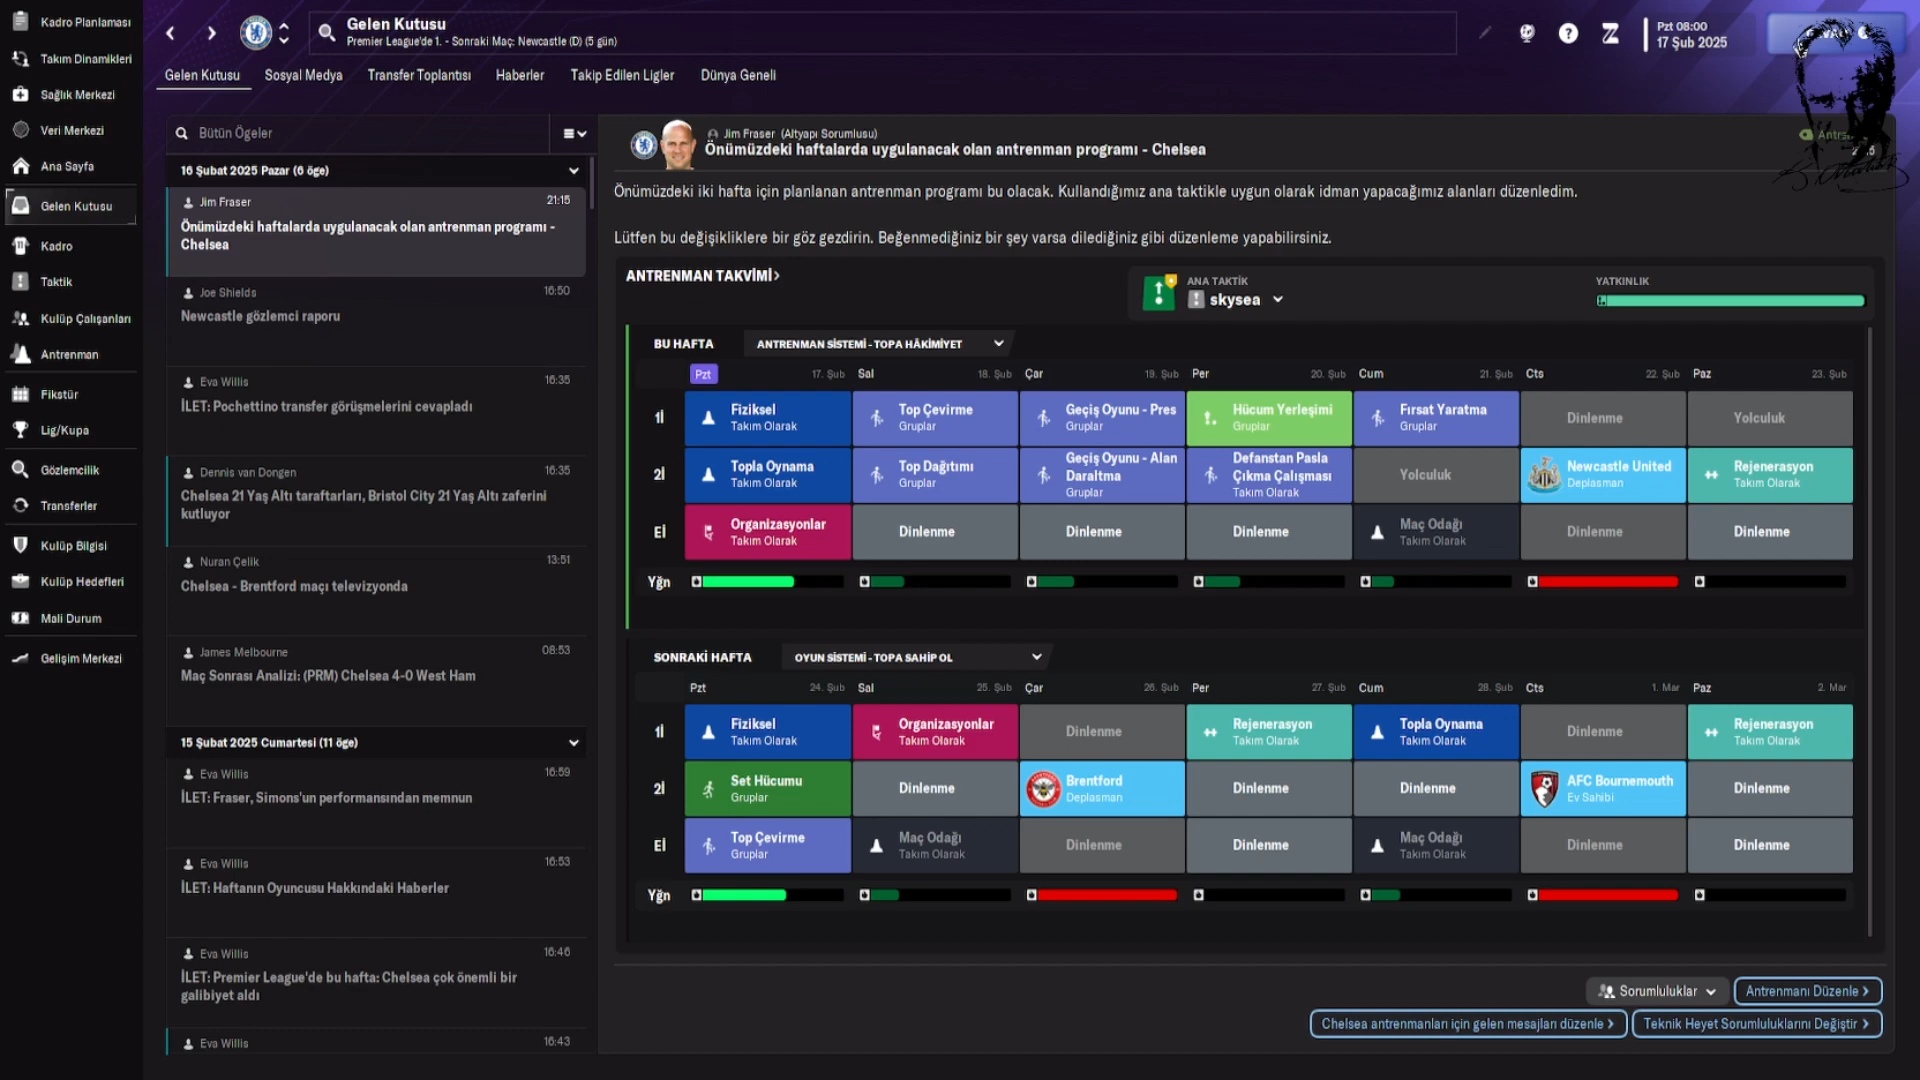 Kadro Planlaması
Takım Dinamikleri
Sağlık Merkezi
Veri Merkezi
Ana Sayfa
Gelen Kutusu
Kadro
Taktik
Kulüp Çalışanları
Antrenman
Fikstür
Lig/Kupa
Gözlemcilik
Transferler
Kulüp Bilgisi
Kulüp Hedefleri
Mali Durum
Gelişim Merkezi
Gelen Kutusu
Premier League'de 1. - Sonraki Maç: Newcastle (D) (5 gün)
Pzt 08:00
17 Şub 2025
Gelen Kutusu Sosyal Medya Transfer Toplantısı Haberler Takip Edilen Ligler Dünya Geneli
Bütün Ögeler
16 Şubat 2025 Pazar (6 öge)
Jim Fraser 21:15
Önümüzdeki haftalarda uygulanacak olan antrenman programı -
Chelsea
Joe Shields 16:50
Newcastle gözlemci raporu
Eva Willis 16:35
İLET: Pochettino transfer görüşmelerini cevapladı
Dennis van Dongen 16:35
Chelsea 21 Yaş Altı taraftarları, Bristol City 21 Yaş Altı zaferini
kutluyor
Nuran Çelik 13:51
Chelsea - Brentford maçı televizyonda
James Melbourne 08:53
Maç Sonrası Analizi: (PRM) Chelsea 4-0 West Ham
15 Şubat 2025 Cumartesi (11 öge)
Eva Willis 16:59
İLET: Fraser, Simons'un performansından memnun
Eva Willis 16:53
İLET: Haftanın Oyuncusu Hakkındaki Haberler
Eva Willis 16:46
İLET: Premier League'de bu hafta: Chelsea çok önemli bir
galibiyet aldı
Eva Willis 16:43
Jim Fraser (Altyapı Sorumlusu)
Önümüzdeki haftalarda uygulanacak olan antrenman programı - Chelsea
Önümüzdeki iki hafta için planlanan antrenman programı bu olacak. Kullandığımız ana taktikle uygun olarak idman yapacağımız alanları düzenledim.
Lütfen bu değişikliklere bir göz gezdirin. Beğenmediğiniz bir şey varsa dilediğiniz gibi düzenleme yapabilirsiniz.
ANTRENMAN TAKVİMİ>
ANA TAKTİK
skysea
YATKINLIK
BU HAFTA ANTRENMAN SİSTEMİ - TOPA HÂKİMİYET
Pzt 17. Şub Sal 18. Şub Çar 19. Şub Per 20. Şub Cum 21. Şub Cts 22. Şub Paz 23. Şub
1İ Fiziksel Takım Olarak Top Çevirme Gruplar Geçiş Oyunu - Pres Gruplar Hücum Yerleşimi Gruplar Fırsat Yaratma Gruplar Dinlenme Yolculuk
2İ Topla Oynama Takım Olarak Top Dağıtımı Gruplar Geçiş Oyunu - Alan Daraltma Gruplar Defanstan Pasla Çıkma Çalışması Takım Olarak Yolculuk Newcastle United Deplasman Rejenerasyon Takım Olarak
Eİ Organizasyonlar Takım Olarak Dinlenme Dinlenme Dinlenme Maç Odağı Takım Olarak Dinlenme Dinlenme
Yğn
SONRAKİ HAFTA OYUN SİSTEMİ - TOPA SAHİP OL
Pzt 24. Şub Sal 25. Şub Çar 26. Şub Per 27. Şub Cum 28. Şub Cts 1. Mar Paz 2. Mar
1İ Fiziksel Takım Olarak Organizasyonlar Takım Olarak Dinlenme Rejenerasyon Takım Olarak Topla Oynama Takım Olarak Dinlenme Rejenerasyon Takım Olarak
2İ Set Hücumu Gruplar Dinlenme Brentford Deplasman Dinlenme Dinlenme AFC Bournemouth Ev Sahibi Dinlenme
Eİ Top Çevirme Gruplar Maç Odağı Takım Olarak Dinlenme Dinlenme Maç Odağı Takım Olarak Dinlenme Dinlenme
Yğn
Sorumluluklar Antrenmanı Düzenle >
Chelsea antrenmanları için gelen mesajları düzenle > Teknik Heyet Sorumluluklarını Değiştir >